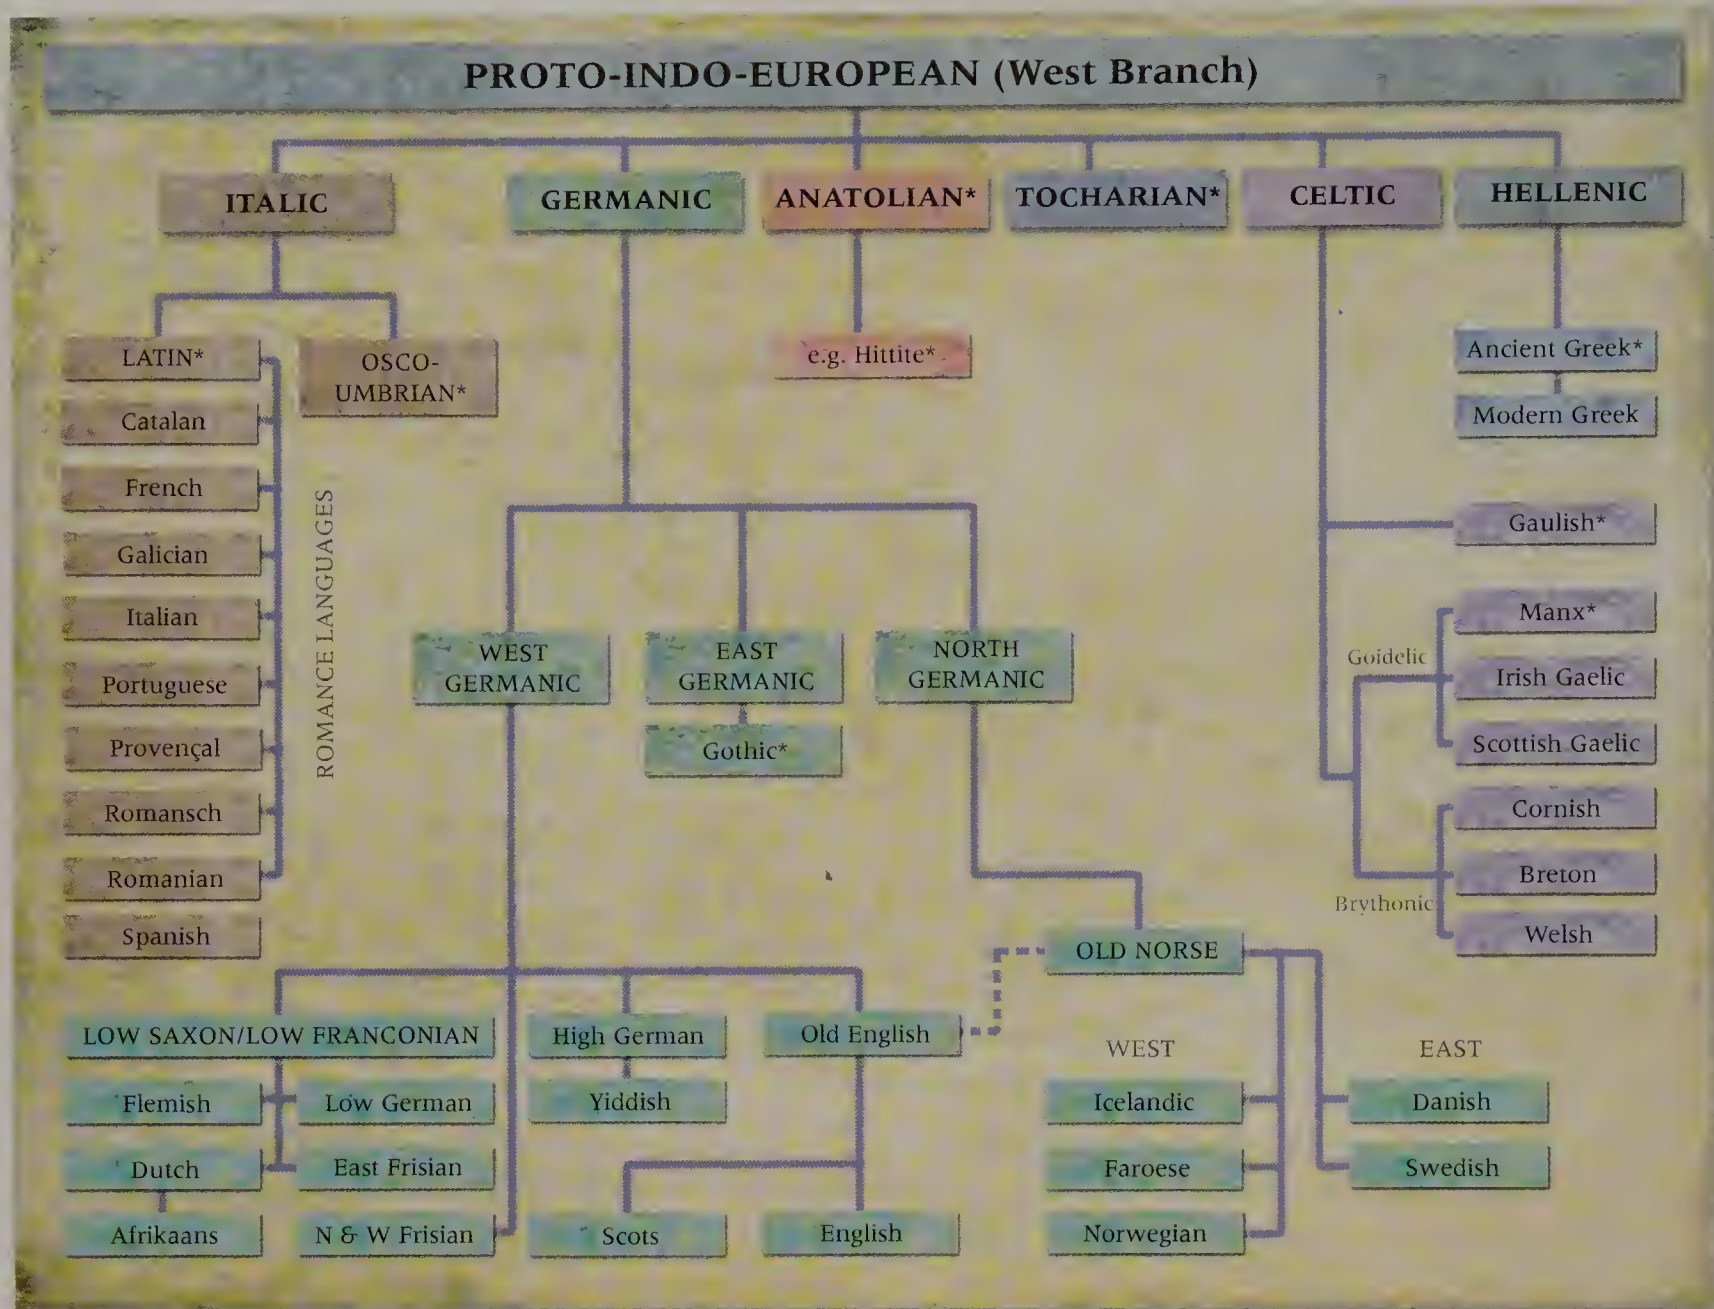 PROTO-INDO-EUROPEAN (West Branch)
ITALIC
GERMANIC
ANATOLIAN*
TOCHARIAN*
CELTIC
HELLENIC
LATIN*
OSCO-
UMBRIAN*
Catalan
French
Galician
Italian
Portuguese
Provençal
Romansch
Romanian
Spanish
ROMANCE LANGUAGES
e.g. Hittite*
Ancient Greek*
Modern Greek
Gaulish*
Goidelic
Manx*
Irish Gaelic
Scottish Gaelic
Brythonic
Cornish
Breton
Welsh
WEST
GERMANIC
EAST
GERMANIC
Gothic*
NORTH
GERMANIC
OLD NORSE
LOW SAXON/LOW FRANCONIAN
Flemish
Low German
Dutch
East Frisian
Afrikaans
N & W Frisian
High German
Yiddish
Old English
Scots
English
WEST
Icelandic
Faroese
Norwegian
EAST
Danish
Swedish